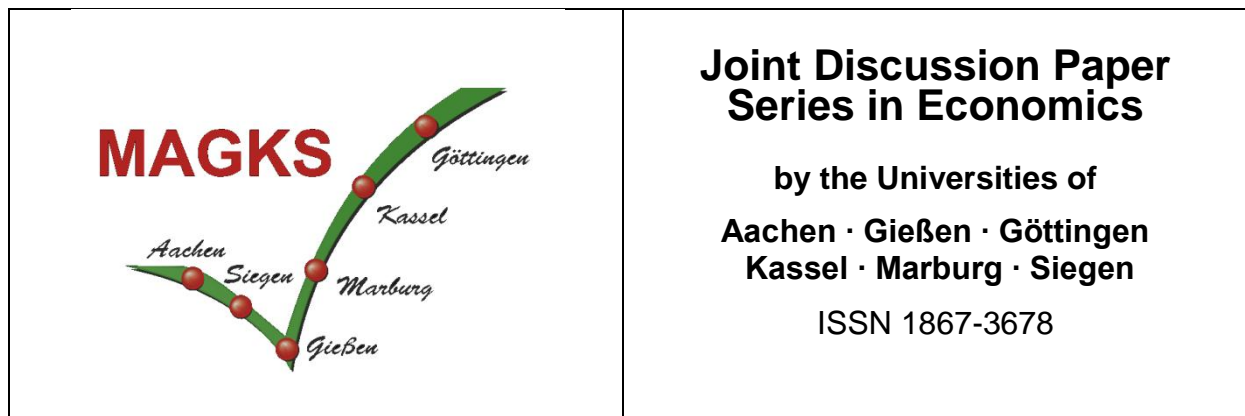 MAGKS
Göttingen
Kassel
Aachen
Siegen
Marburg
Gießen
Joint Discussion Paper
Series in Economics
by the Universities of
Aachen · Gießen · Göttingen
Kassel · Marburg · Siegen
ISSN 1867-3678